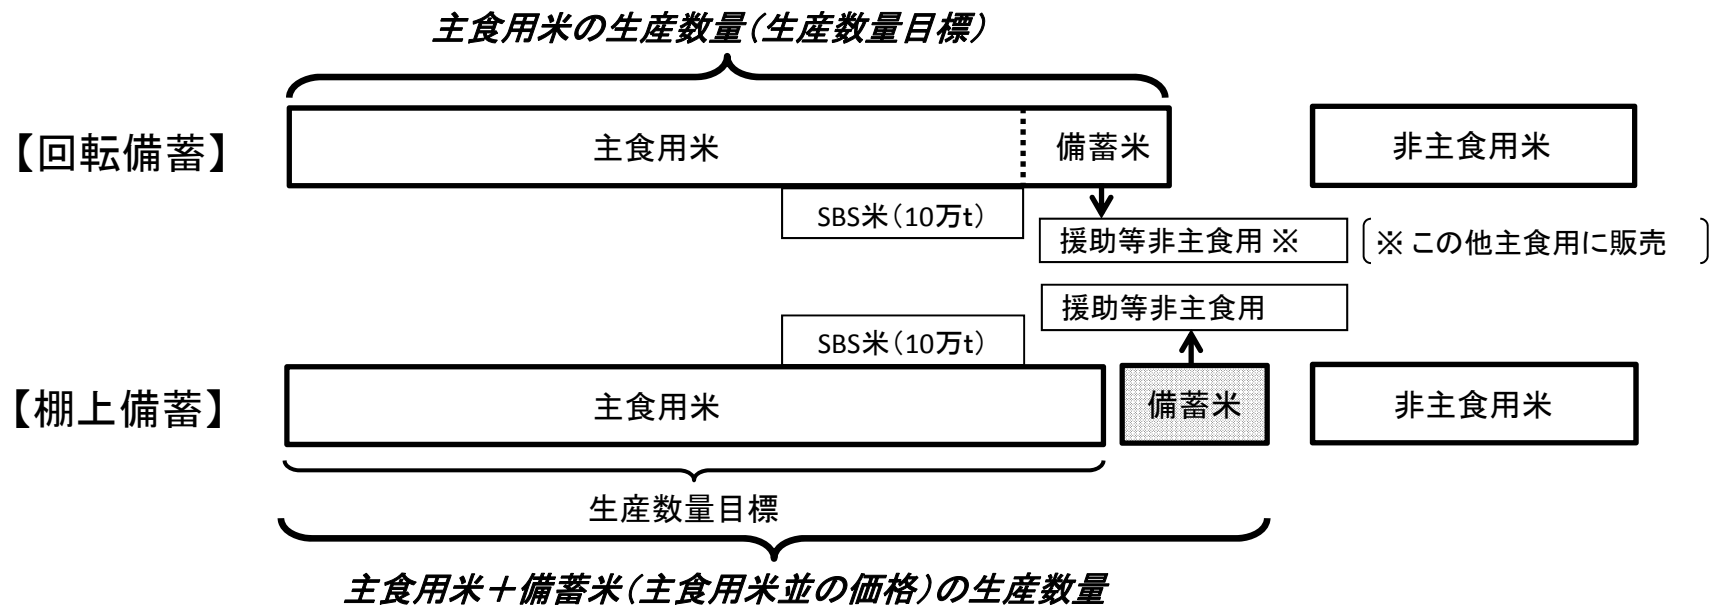 主食用米の生産数量(生産数量目標)
【回転備蓄】
主食用米
備蓄米
非主食用米
SBS米(10万t)
援助等非主食用 ※
※ この他主食用に販売
援助等非主食用
SBS米(10万t)
【棚上備蓄】
主食用米
備蓄米
非主食用米
生産数量目標
主食用米+備蓄米(主食用米並の価格)の生産数量